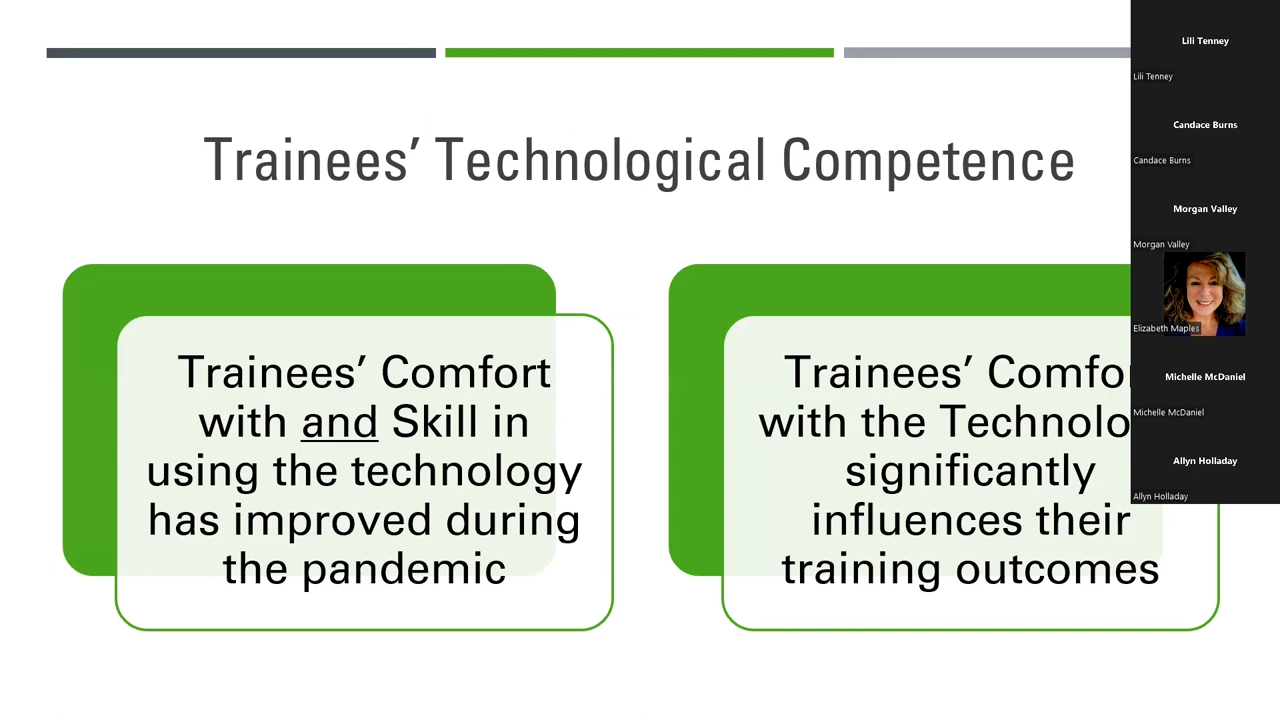 Trainees’ Technological Competence
Trainees’ Comfort
with and Skill in
using the technology
has improved during
the pandemic
Trainees’ Comfo
with the Technolo
significantly
influences their
training outcomes
Lili Tenney
Lili Tenney
Candace Burns
Candace Burns
Morgan Valley
Morgan Valley
Elizabeth Maples
Michelle McDaniel
Michelle McDaniel
Allyn Holladay
Allyn Holladay